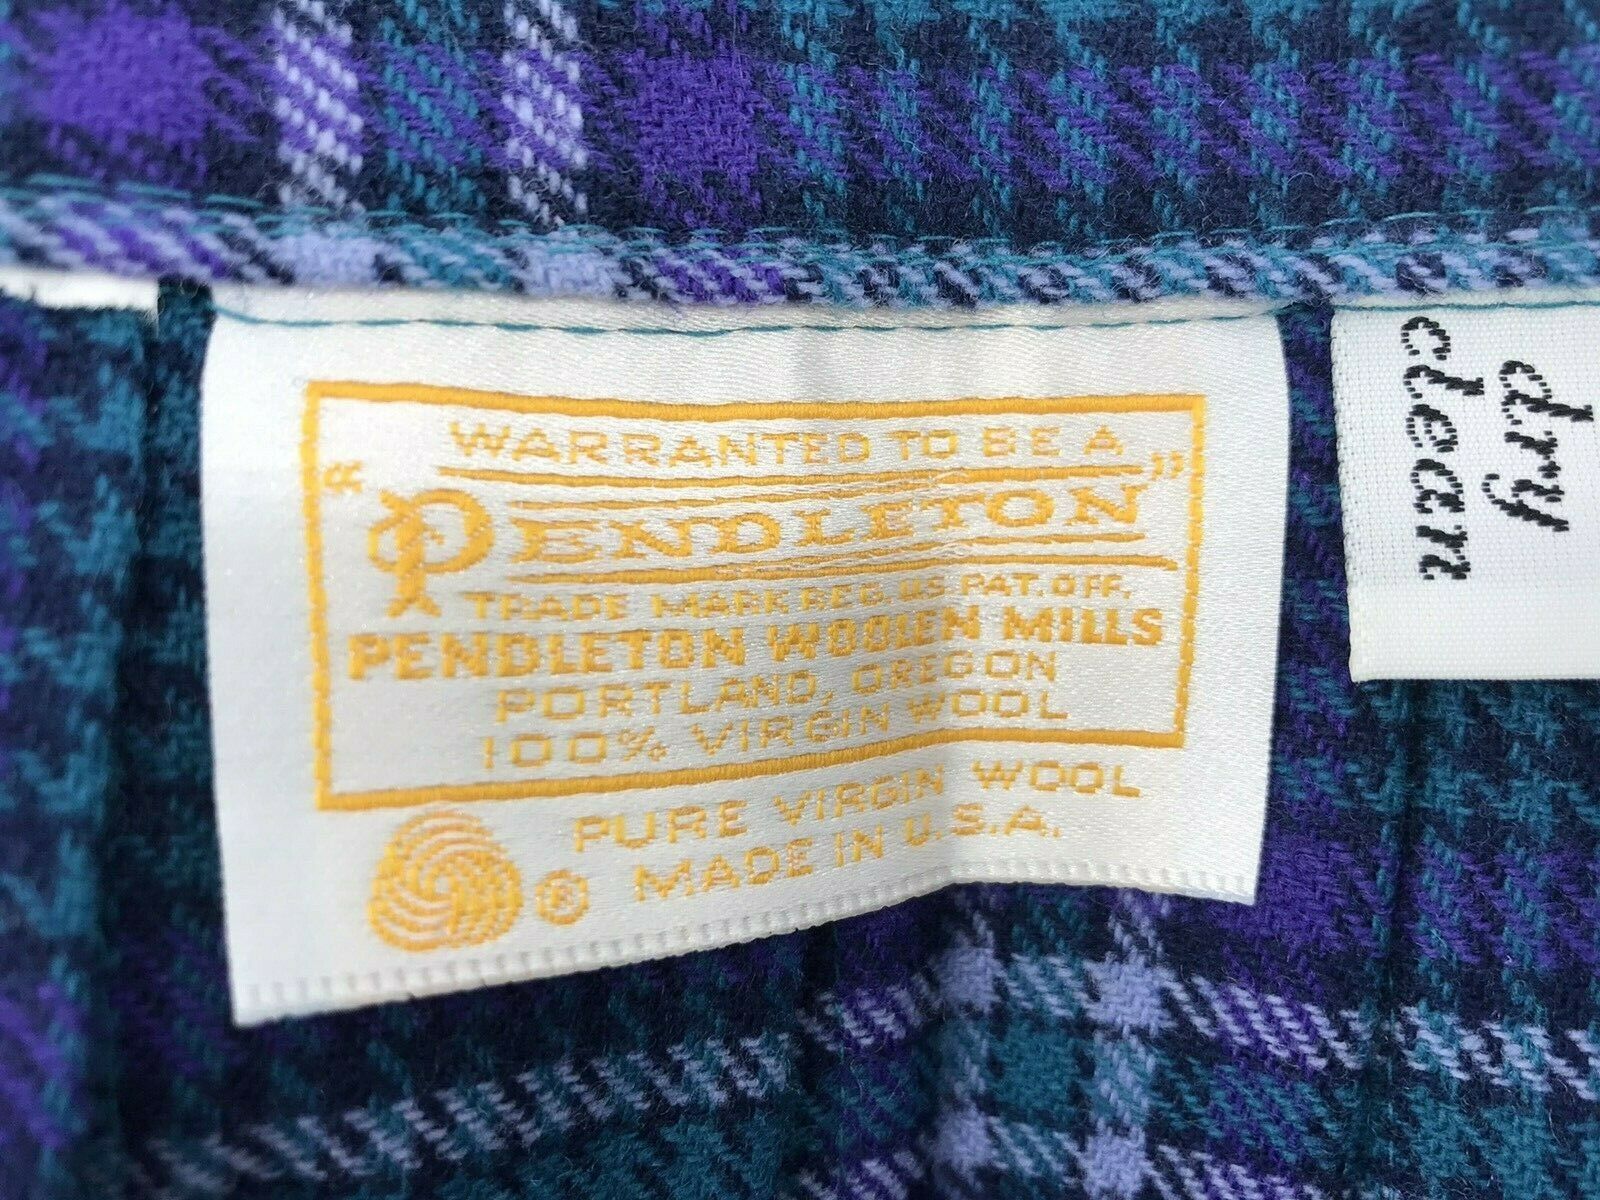 WARRANTED TO BE A
"PENDLETON"
TRADE MARK REG. U.S. PAT. OFF.
PENDLETON WOOLEN MILLS
PORTLAND, OREGON
100% VIRGIN WOOL
PURE VIRGIN WOOL
® MADE IN U.S.A.
dry
clean